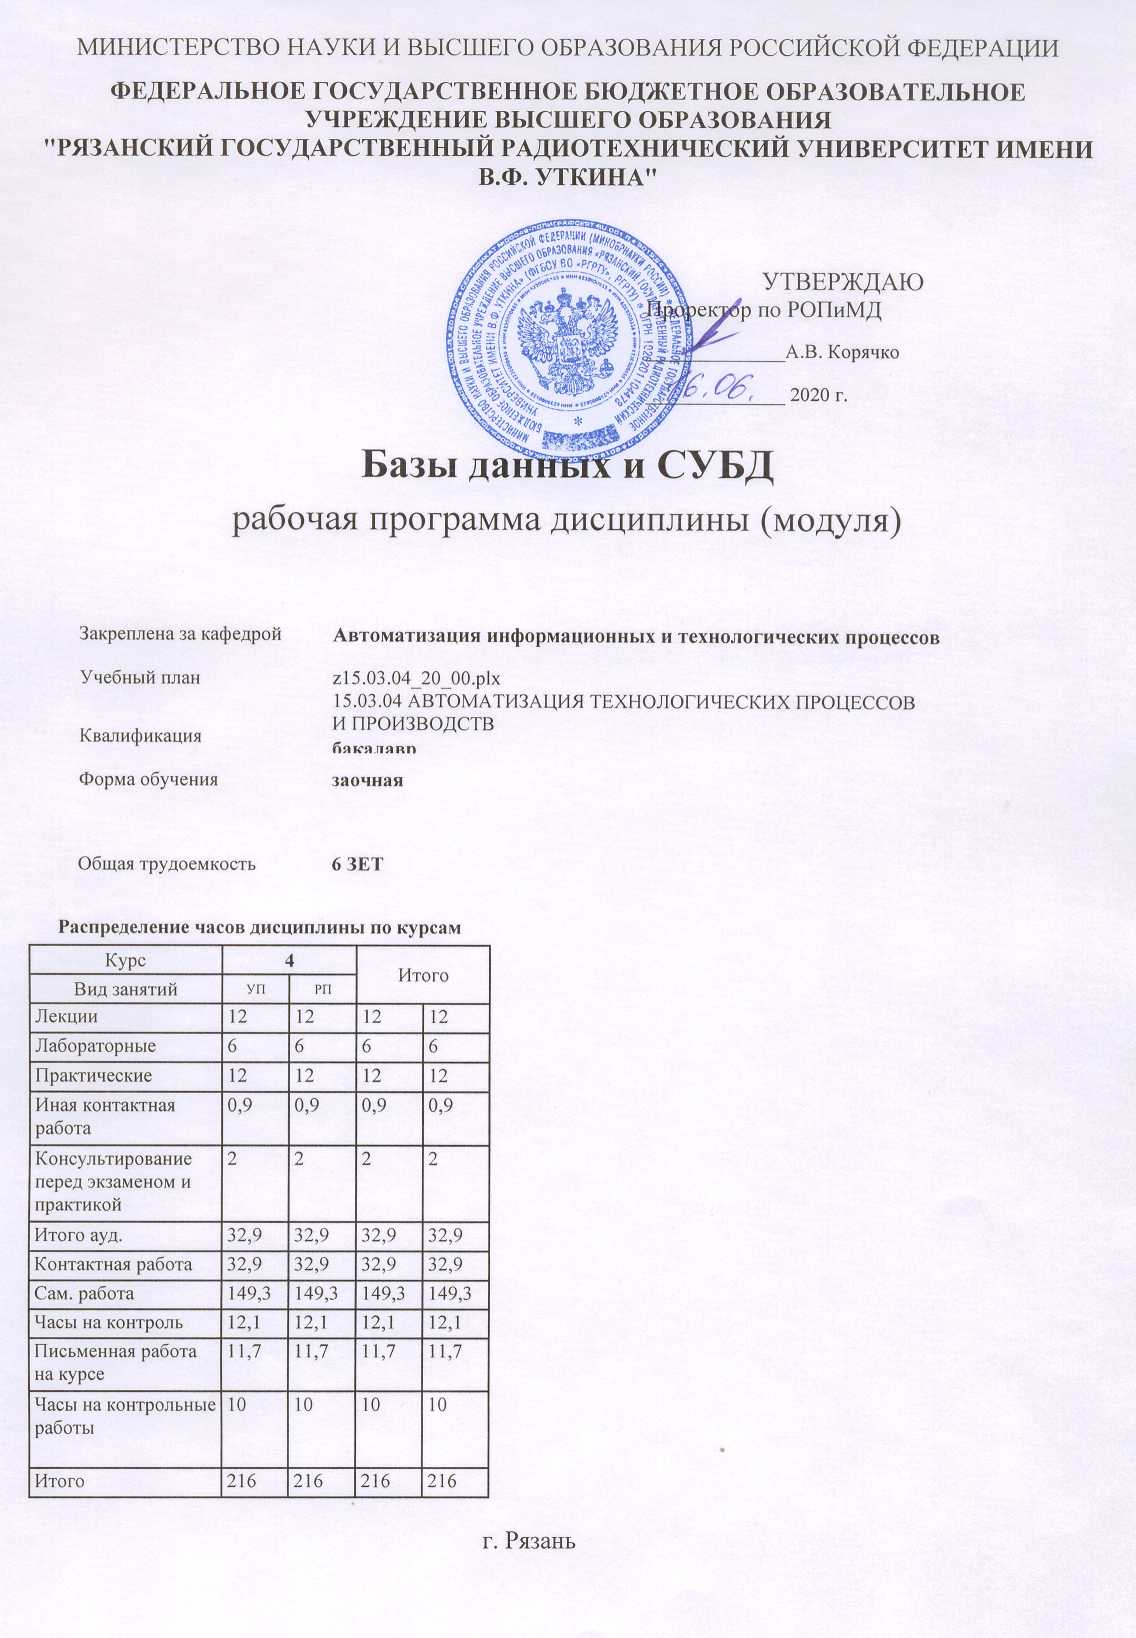 МИНИСТЕРСТВО НАУКИ И ВЫСШЕГО ОБРАЗОВАНИЯ РОССИЙСКОЙ ФЕДЕРАЦИИ
ФЕДЕРАЛЬНОЕ ГОСУДАРСТВЕННОЕ БЮДЖЕТНОЕ ОБРАЗОВАТЕЛЬНОЕ
УЧРЕЖДЕНИЕ ВЫСШЕГО ОБРАЗОВАНИЯ
"РЯЗАНСКИЙ ГОСУДАРСТВЕННЫЙ РАДИОТЕХНИЧЕСКИЙ УНИВЕРСИТЕТ ИМЕНИ
В.Ф. УТКИНА"
УТВЕРЖДАЮ
Проректор по РОПиМД
А.В. Корячко
2020 г.
Базы данных и СУБД
рабочая программа дисциплины (модуля)
Закреплена за кафедрой Автоматизация информационных и технологических процессов
Учебный план z15.03.04_20_00.plx
15.03.04 АВТОМАТИЗАЦИЯ ТЕХНОЛОГИЧЕСКИХ ПРОЦЕССОВ
И ПРОИЗВОДСТВ
Квалификация бакалавр
Форма обучения заочная
Общая трудоемкость 6 ЗЕТ
Распределение часов дисциплины по курсам
Курс 4 Итого
Вид занятий УП РП
Лекции 12 12 12 12
Лабораторные 6 6 6 6
Практические 12 12 12 12
Иная контактная 0,9 0,9 0,9 0,9
работа
Консультирование 2 2 2 2
перед экзаменом и
практикой
Итого ауд. 32,9 32,9 32,9 32,9
Контактная работа 32,9 32,9 32,9 32,9
Сам. работа 149,3 149,3 149,3 149,3
Часы на контроль 12,1 12,1 12,1 12,1
Письменная работа 11,7 11,7 11,7 11,7
на курсе
Часы на контрольные 10 10 10 10
работы
Итого 216 216 216 216
г. Рязань